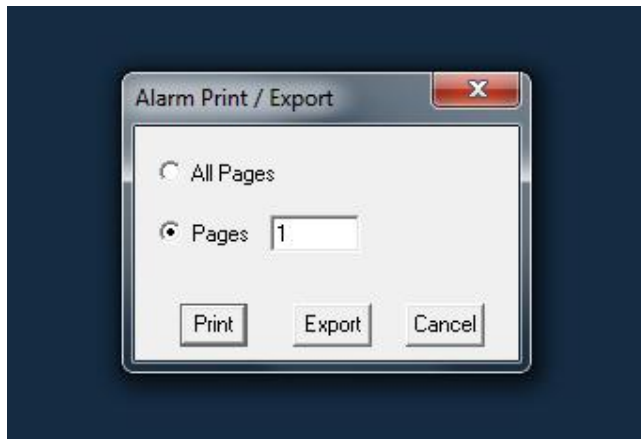 Alarm Print / Export
X
All Pages
Pages 1
Print Export Cancel